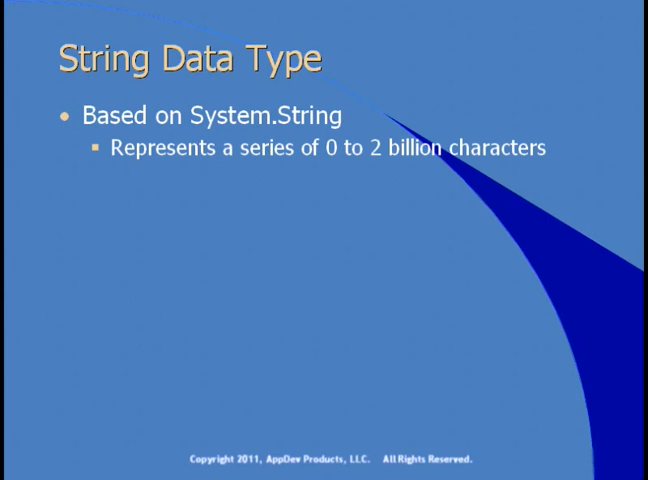 String Data Type
• Based on System.String
▪ Represents a series of 0 to 2 billion characters
Copyright 2011, AppDev Products, LLC. All Rights Reserved.